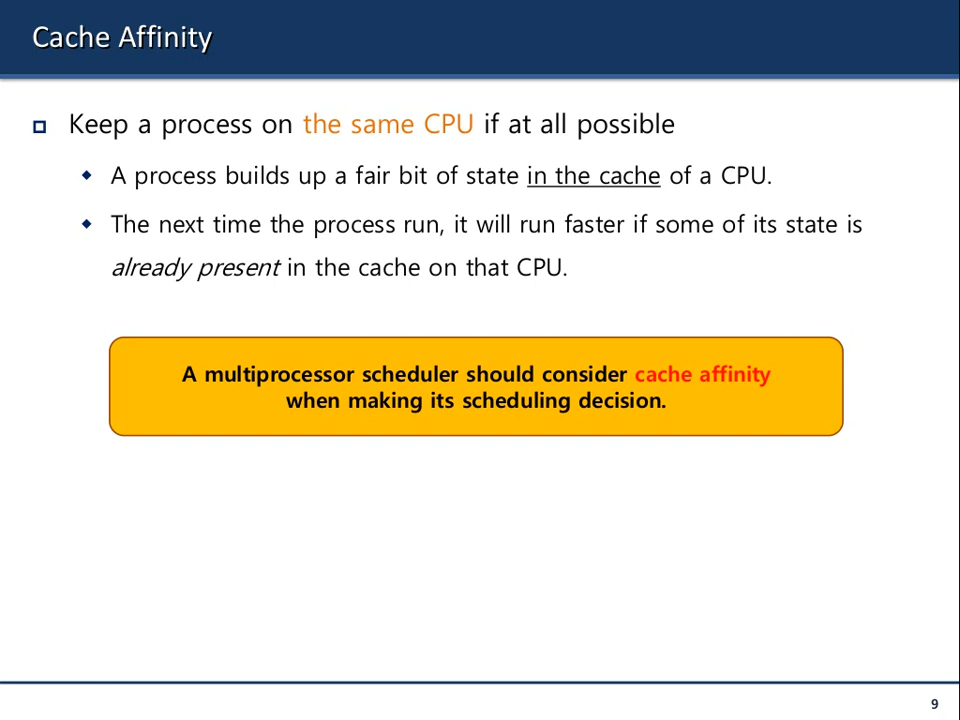 Cache Affinity
Keep a process on the same CPU if at all possible
A process builds up a fair bit of state in the cache of a CPU.
The next time the process run, it will run faster if some of its state is
already present in the cache on that CPU.
A multiprocessor scheduler should consider cache affinity
when making its scheduling decision.
9